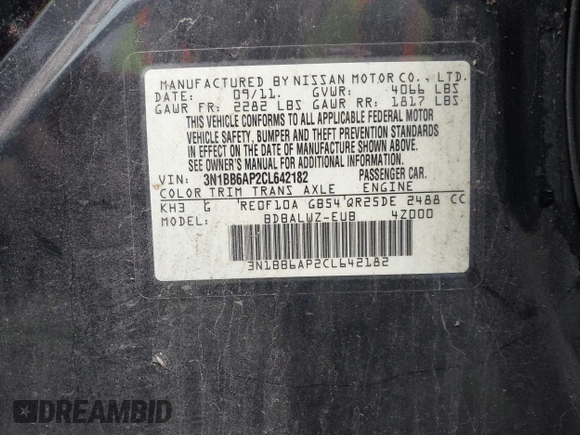 MANUFACTURED BY NISSAN MOTOR CO., LTD.
DATE: 09/11. GVWR: 4066 LBS
GAWR FR: 2282 LBS GAWR RR: 1817 LBS
THIS VEHICLE CONFORMS TO ALL APPLICABLE FEDERAL MOTOR
VEHICLE SAFETY, BUMPER AND THEFT PREVENTION STANDARDS
IN EFFECT ON THE DATE OF MANUFACTURE SHOWN ABOVE.
SEE OWNER'S MANUAL FOR ADDITIONAL INFORMATION.
VIN: 3N1BB6AP2CL642182 PASSENGER CAR.
COLOR TRIM TRANS AXLE ENGINE
KH3 G RE0F10A GB54 QR25DE 2488 CC
MODEL: BDBALWZ-EUB 4Z000
3N1BB6AP2CL642182
DREAMBID